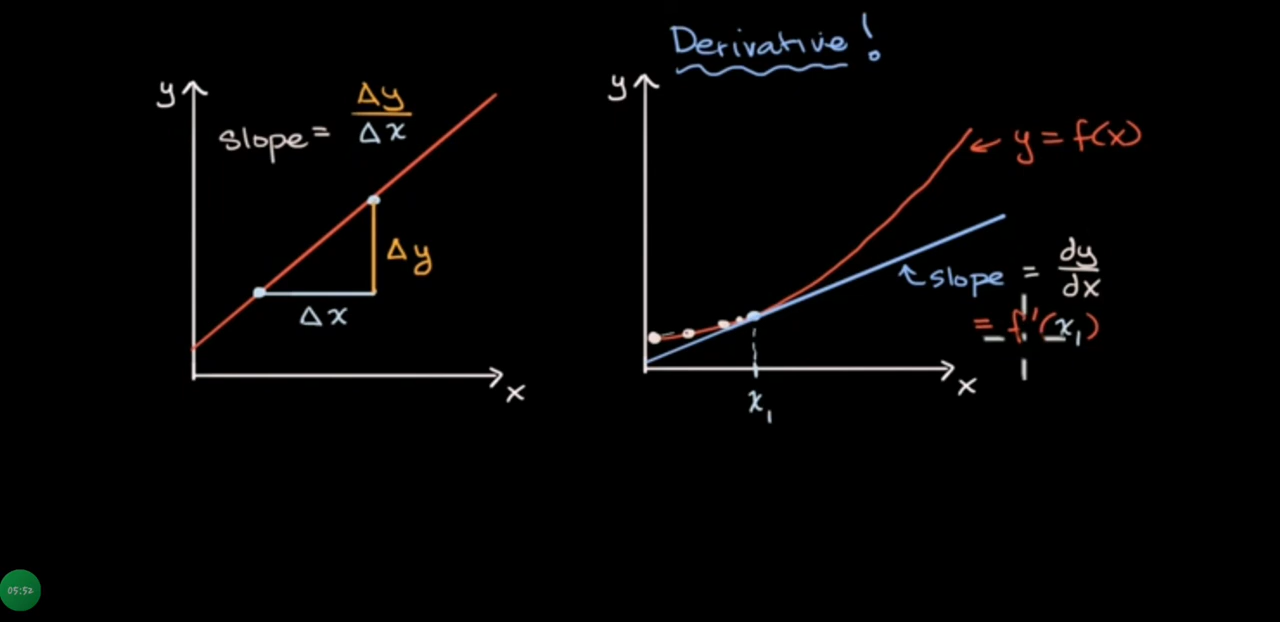 Derivative!
y
slope = Δy/Δx
Δy
Δx
x
y
y = f(x)
slope = dy/dx
= f'(x₁)
x
x₁
05:52